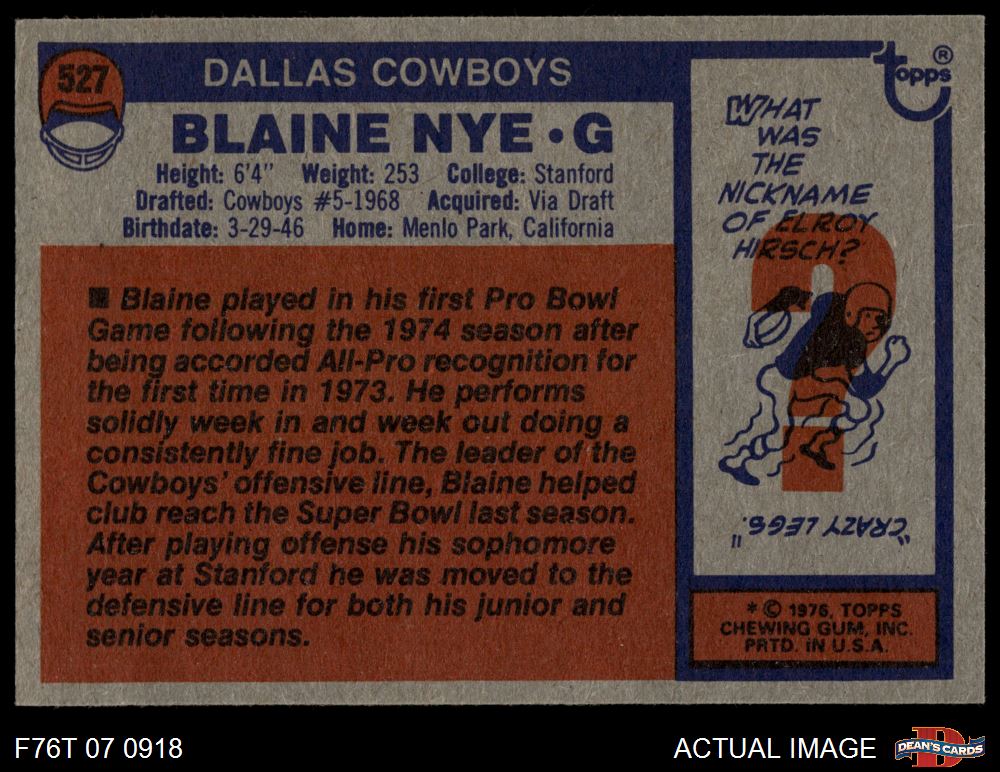 527
DALLAS COWBOYS
BLAINE NYE • G
Height: 6'4" Weight: 253 College: Stanford
Drafted: Cowboys #5-1968 Acquired: Via Draft
Birthdate: 3-29-46 Home: Menlo Park, California
■ Blaine played in his first Pro Bowl
Game following the 1974 season after
being accorded All-Pro recognition for
the first time in 1973. He performs
solidly week in and week out doing a
consistently fine job. The leader of the
Cowboys' offensive line, Blaine helped
club reach the Super Bowl last season.
After playing offense his sophomore
year at Stanford he was moved to the
defensive line for both his junior and
senior seasons.
topps®
WHAT
WAS
THE
NICKNAME
OF ELROY
HIRSCH?
?
"CRAZY LEGS."
* © 1976, TOPPS
CHEWING GUM, INC.
PRTD. IN U.S.A.
F76T 07 0918
ACTUAL IMAGE
D
DEAN'S CARDS